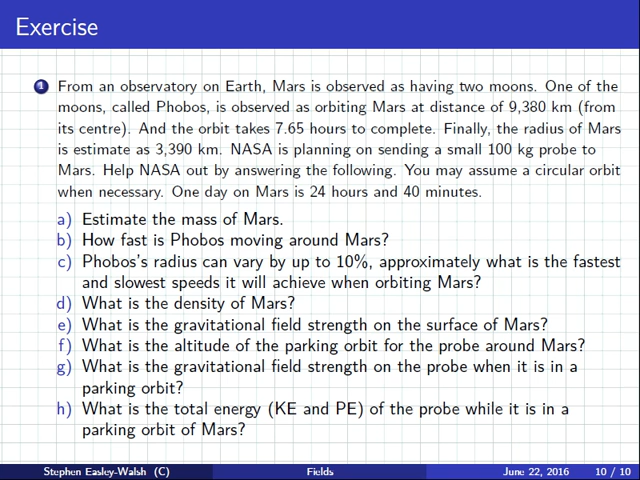 Exercise
1 From an observatory on Earth, Mars is observed as having two moons. One of the
moons, called Phobos, is observed as orbiting Mars at distance of 9,380 km (from
its centre). And the orbit takes 7.65 hours to complete. Finally, the radius of Mars
is estimate as 3,390 km. NASA is planning on sending a small 100 kg probe to
Mars. Help NASA out by answering the following. You may assume a circular orbit
when necessary. One day on Mars is 24 hours and 40 minutes.
a) Estimate the mass of Mars.
b) How fast is Phobos moving around Mars?
c) Phobos's radius can vary by up to 10%, approximately what is the fastest
and slowest speeds it will achieve when orbiting Mars?
d) What is the density of Mars?
e) What is the gravitational field strength on the surface of Mars?
f) What is the altitude of the parking orbit for the probe around Mars?
g) What is the gravitational field strength on the probe when it is in a
parking orbit?
h) What is the total energy (KE and PE) of the probe while it is in a
parking orbit of Mars?
Stephen Easley-Walsh (C) Fields June 22, 2016 10 / 10